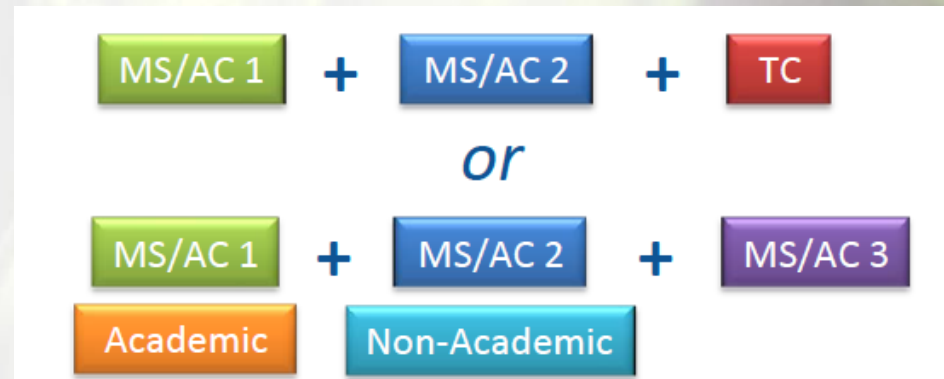 MS/AC 1 + MS/AC 2 + TC
or
MS/AC 1 + MS/AC 2 + MS/AC 3
Academic Non-Academic